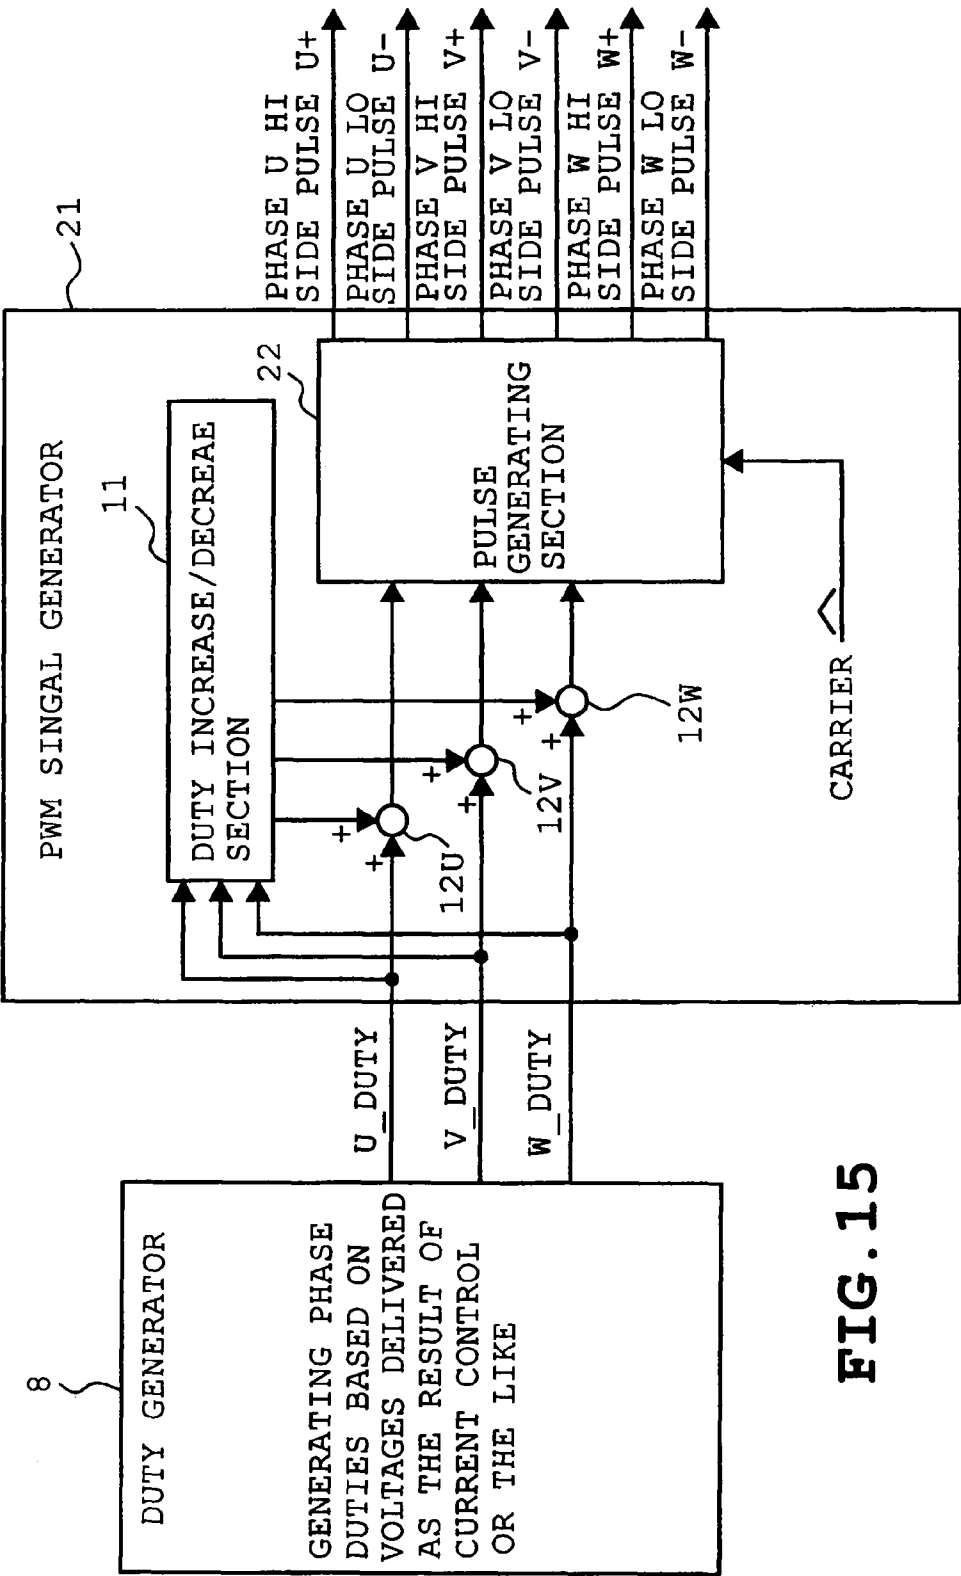 8
DUTY GENERATOR
GENERATING PHASE
DUTIES BASED ON
VOLTAGES DELIVERED
AS THE RESULT OF
CURRENT CONTROL
OR THE LIKE
U_DUTY
V_DUTY
W_DUTY
21
PWM SINGAL GENERATOR
11
DUTY INCREASE/DECREAE
SECTION
+
+
12U
+
+
12V
+
+
12W
22
PULSE
GENERATING
SECTION
CARRIER
PHASE U HI
SIDE PULSE U+
PHASE U LO
SIDE PULSE U-
PHASE V HI
SIDE PULSE V+
PHASE V LO
SIDE PULSE V-
PHASE W HI
SIDE PULSE W+
PHASE W LO
SIDE PULSE W-
FIG.15